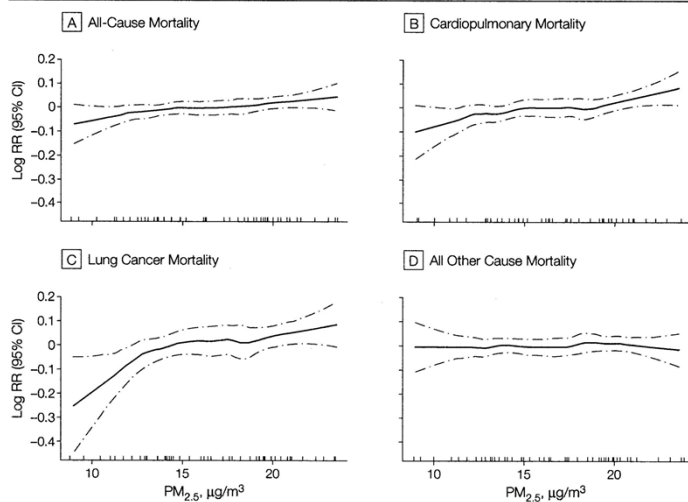 A All-Cause Mortality
B Cardiopulmonary Mortality
Log RR (95% CI)
0.2
0.1
0
−0.1
−0.2
−0.3
−0.4
C Lung Cancer Mortality
D All Other Cause Mortality
Log RR (95% CI)
0.2
0.1
0
−0.1
−0.2
−0.3
−0.4
10 15 20
10 15 20
PM2.5, µg/m³
PM2.5, µg/m³